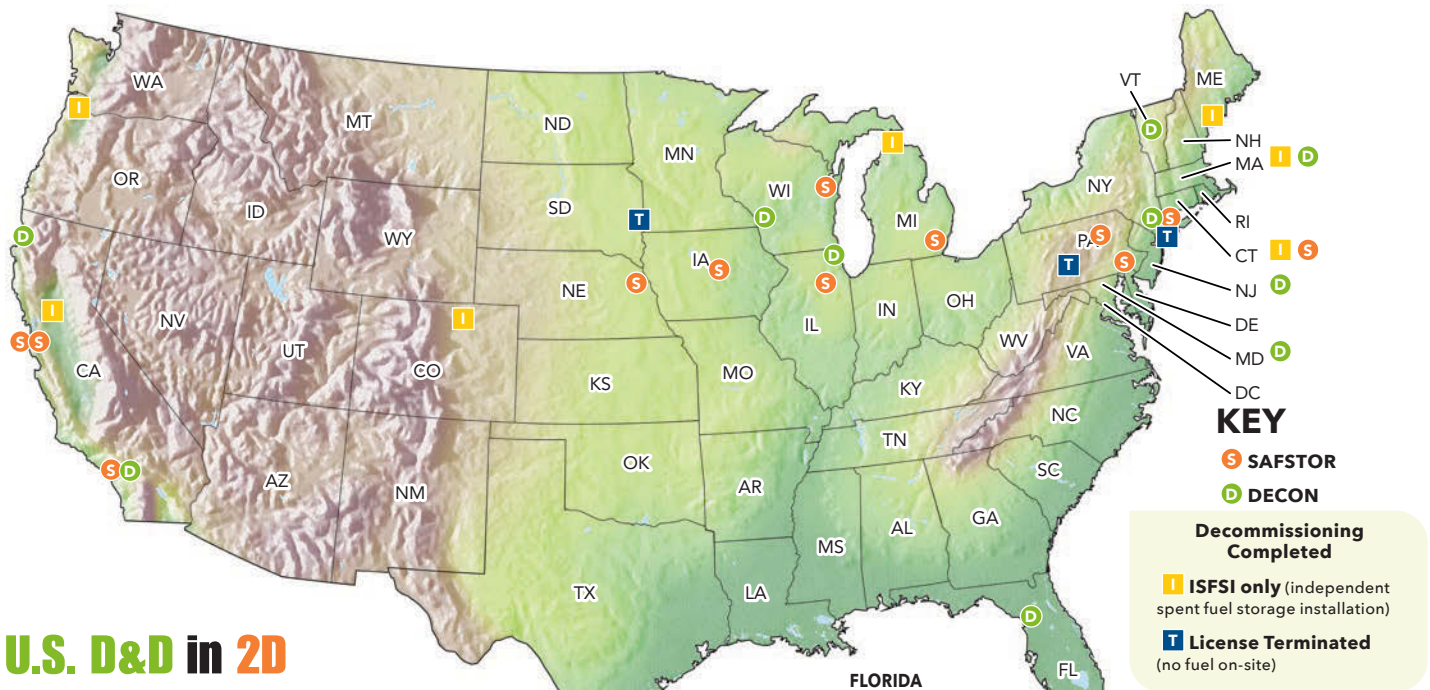 WA
MT
ND
MN
OR
ID
SD
WI
MI
WY
NE
IA
NV
UT
CO
CA
KS
MO
IL
IN
OH
KY
WV
VA
PA
NY
VT
ME
NH
MA I D
RI
CT I S
NJ D
DE
MD D
DC
NC
TN
SC
AZ
NM
OK
AR
TX
LA
MS
AL
GA
FL
I
D
I
S S
S D
I
T
S
S
D
S
D
S
I
S
T
S
S
D
D S
T
I
D
KEY
S SAFSTOR
D DECON
Decommissioning
Completed
I ISFSI only (independent
spent fuel storage installation)
T License Terminated
(no fuel on-site)
U.S. D&D in 2D
FLORIDA